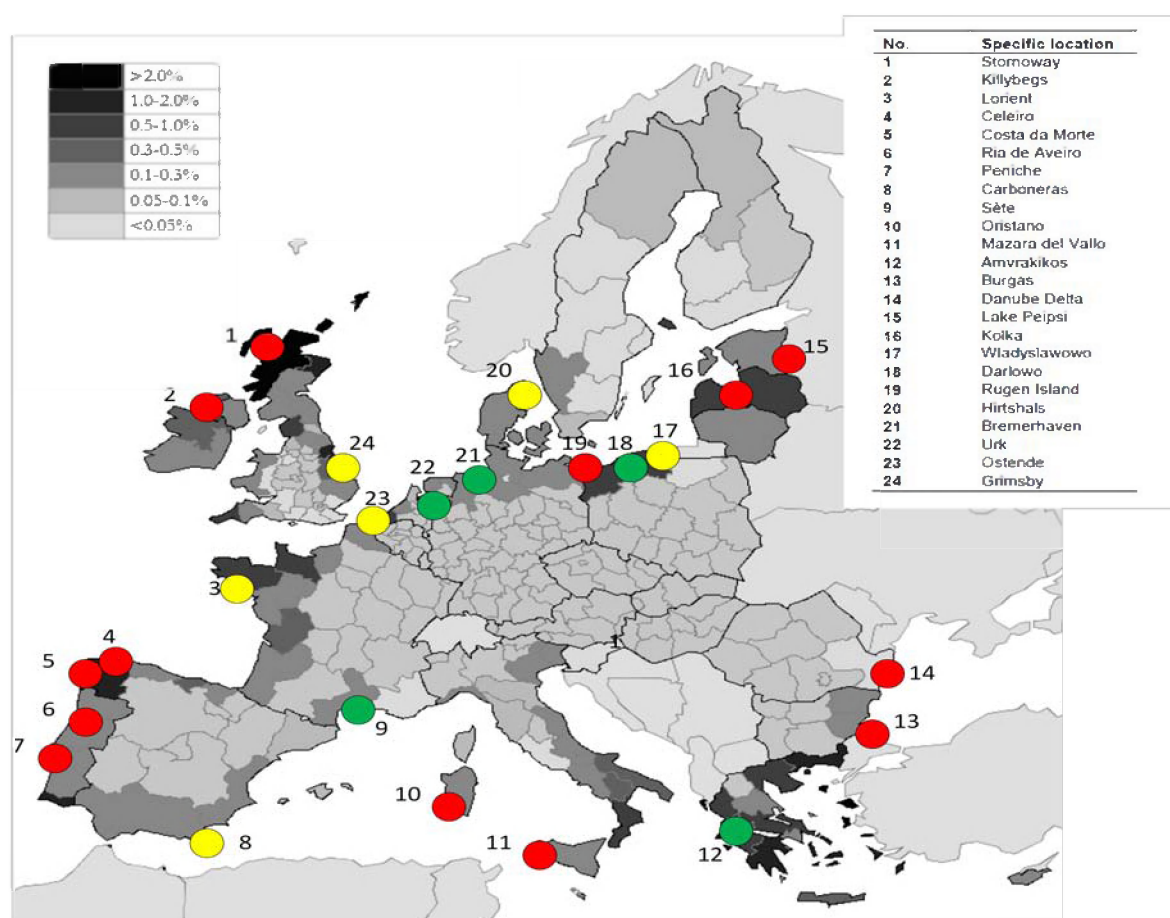 >2.0%
1.0-2.0%
0.5-1.0%
0.3-0.5%
0.1-0.3%
0.05-0.1%
<0.05%
No. Specific location
1 Stornoway
2 Killybegs
3 Lorient
4 Celeiro
5 Costa da Morte
6 Ria de Aveiro
7 Peniche
8 Carboneras
9 Sète
10 Oristano
11 Mazara del Vallo
12 Amvrakikos
13 Burgas
14 Danube Delta
15 Lake Peipsi
16 Kolka
17 Wladyslawowo
18 Darlowo
19 Rugen Island
20 Hirtshals
21 Bremerhaven
22 Urk
23 Ostende
24 Grimsby
1
2
20
16
15
24
22
21
19
18
17
23
3
4
5
6
7
9
8
10
11
12
14
13
1